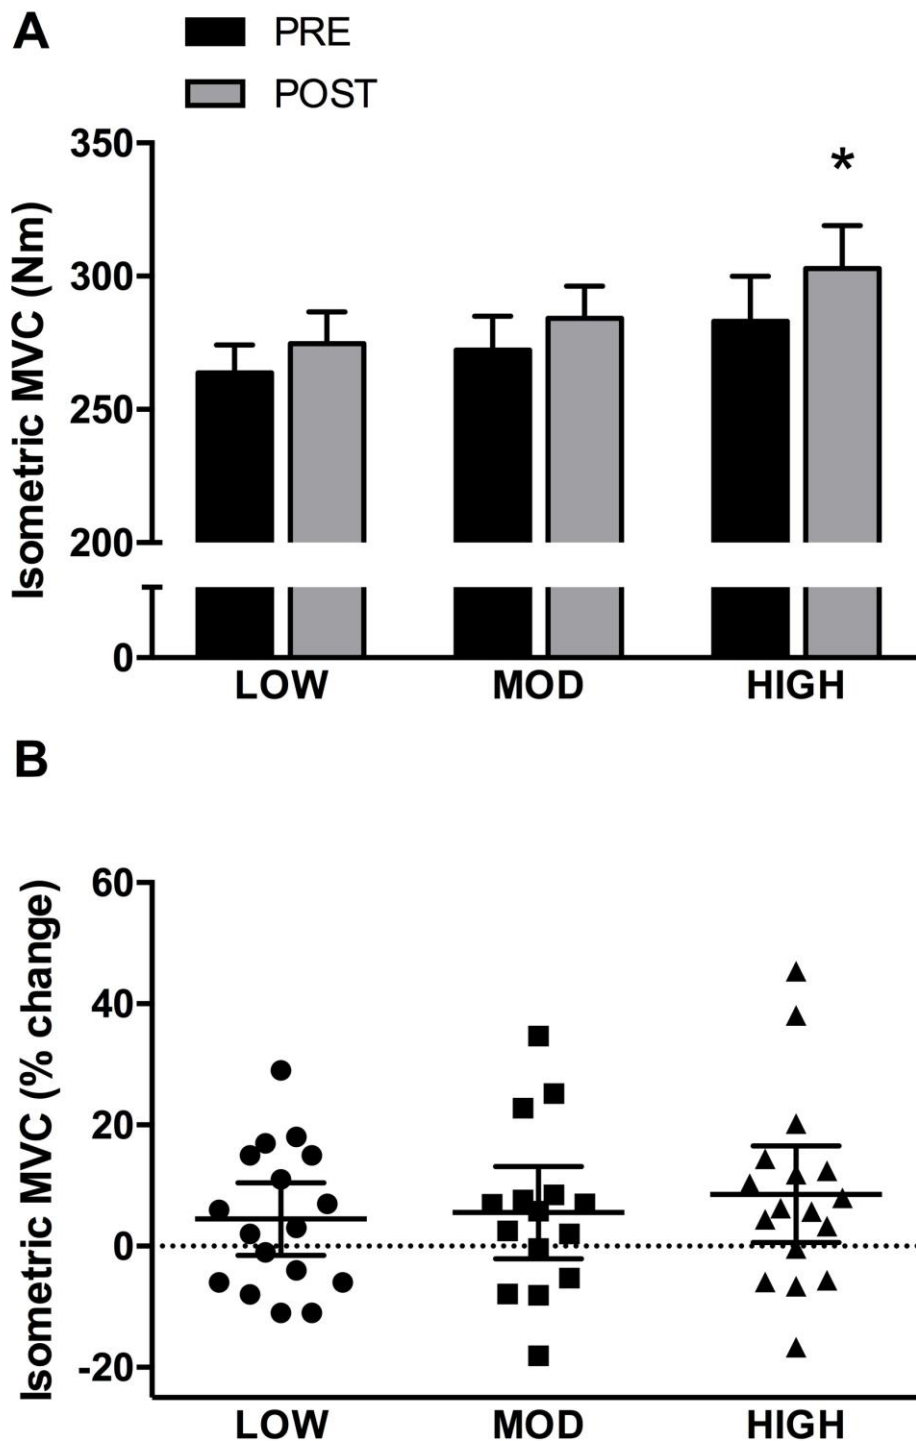 A
PRE
POST
Isometric MVC (Nm)
350
*
300
250
200
0
LOW MOD HIGH
B
Isometric MVC (% change)
60
40
20
0
-20
LOW MOD HIGH